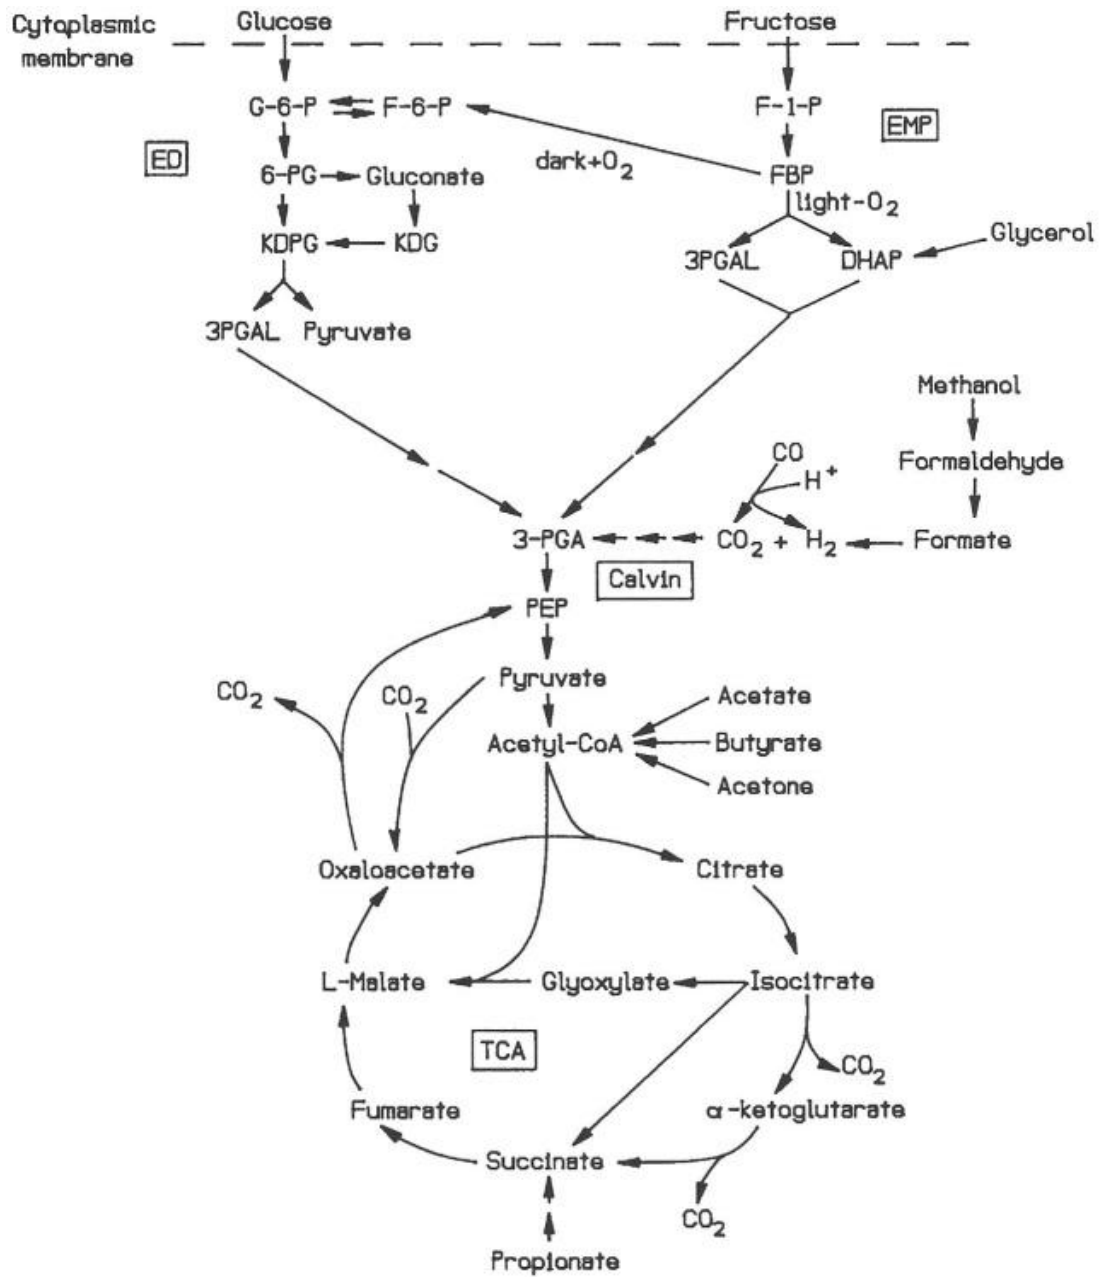 Cytoplasmic
membrane
Glucose
Fructose
G-6-P
F-6-P
F-1-P
EMP
ED
dark+O2
6-PG
Gluconate
FBP
light-O2
KDPG
KDG
3PGAL
DHAP
Glycerol
3PGAL
Pyruvate
Methanol
CO
H+
Formaldehyde
3-PGA
CO2 + H2
Formate
Calvin
PEP
Pyruvate
CO2
CO2
Acetate
Acetyl-CoA
Butyrate
Acetone
Oxaloacetate
Citrate
L-Malate
Glyoxylate
Isocitrate
TCA
CO2
Fumarate
α-ketoglutarate
Succinate
CO2
Propionate